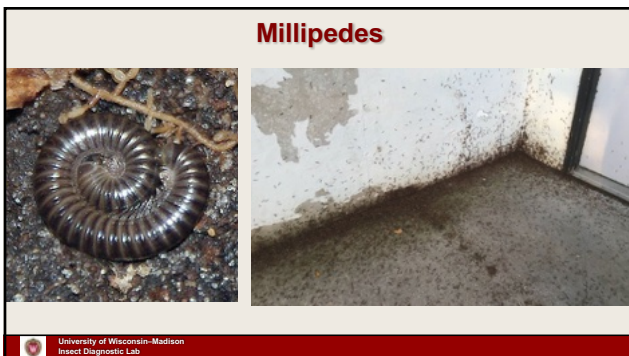 Millipedes
University of Wisconsin–Madison
Insect Diagnostic Lab